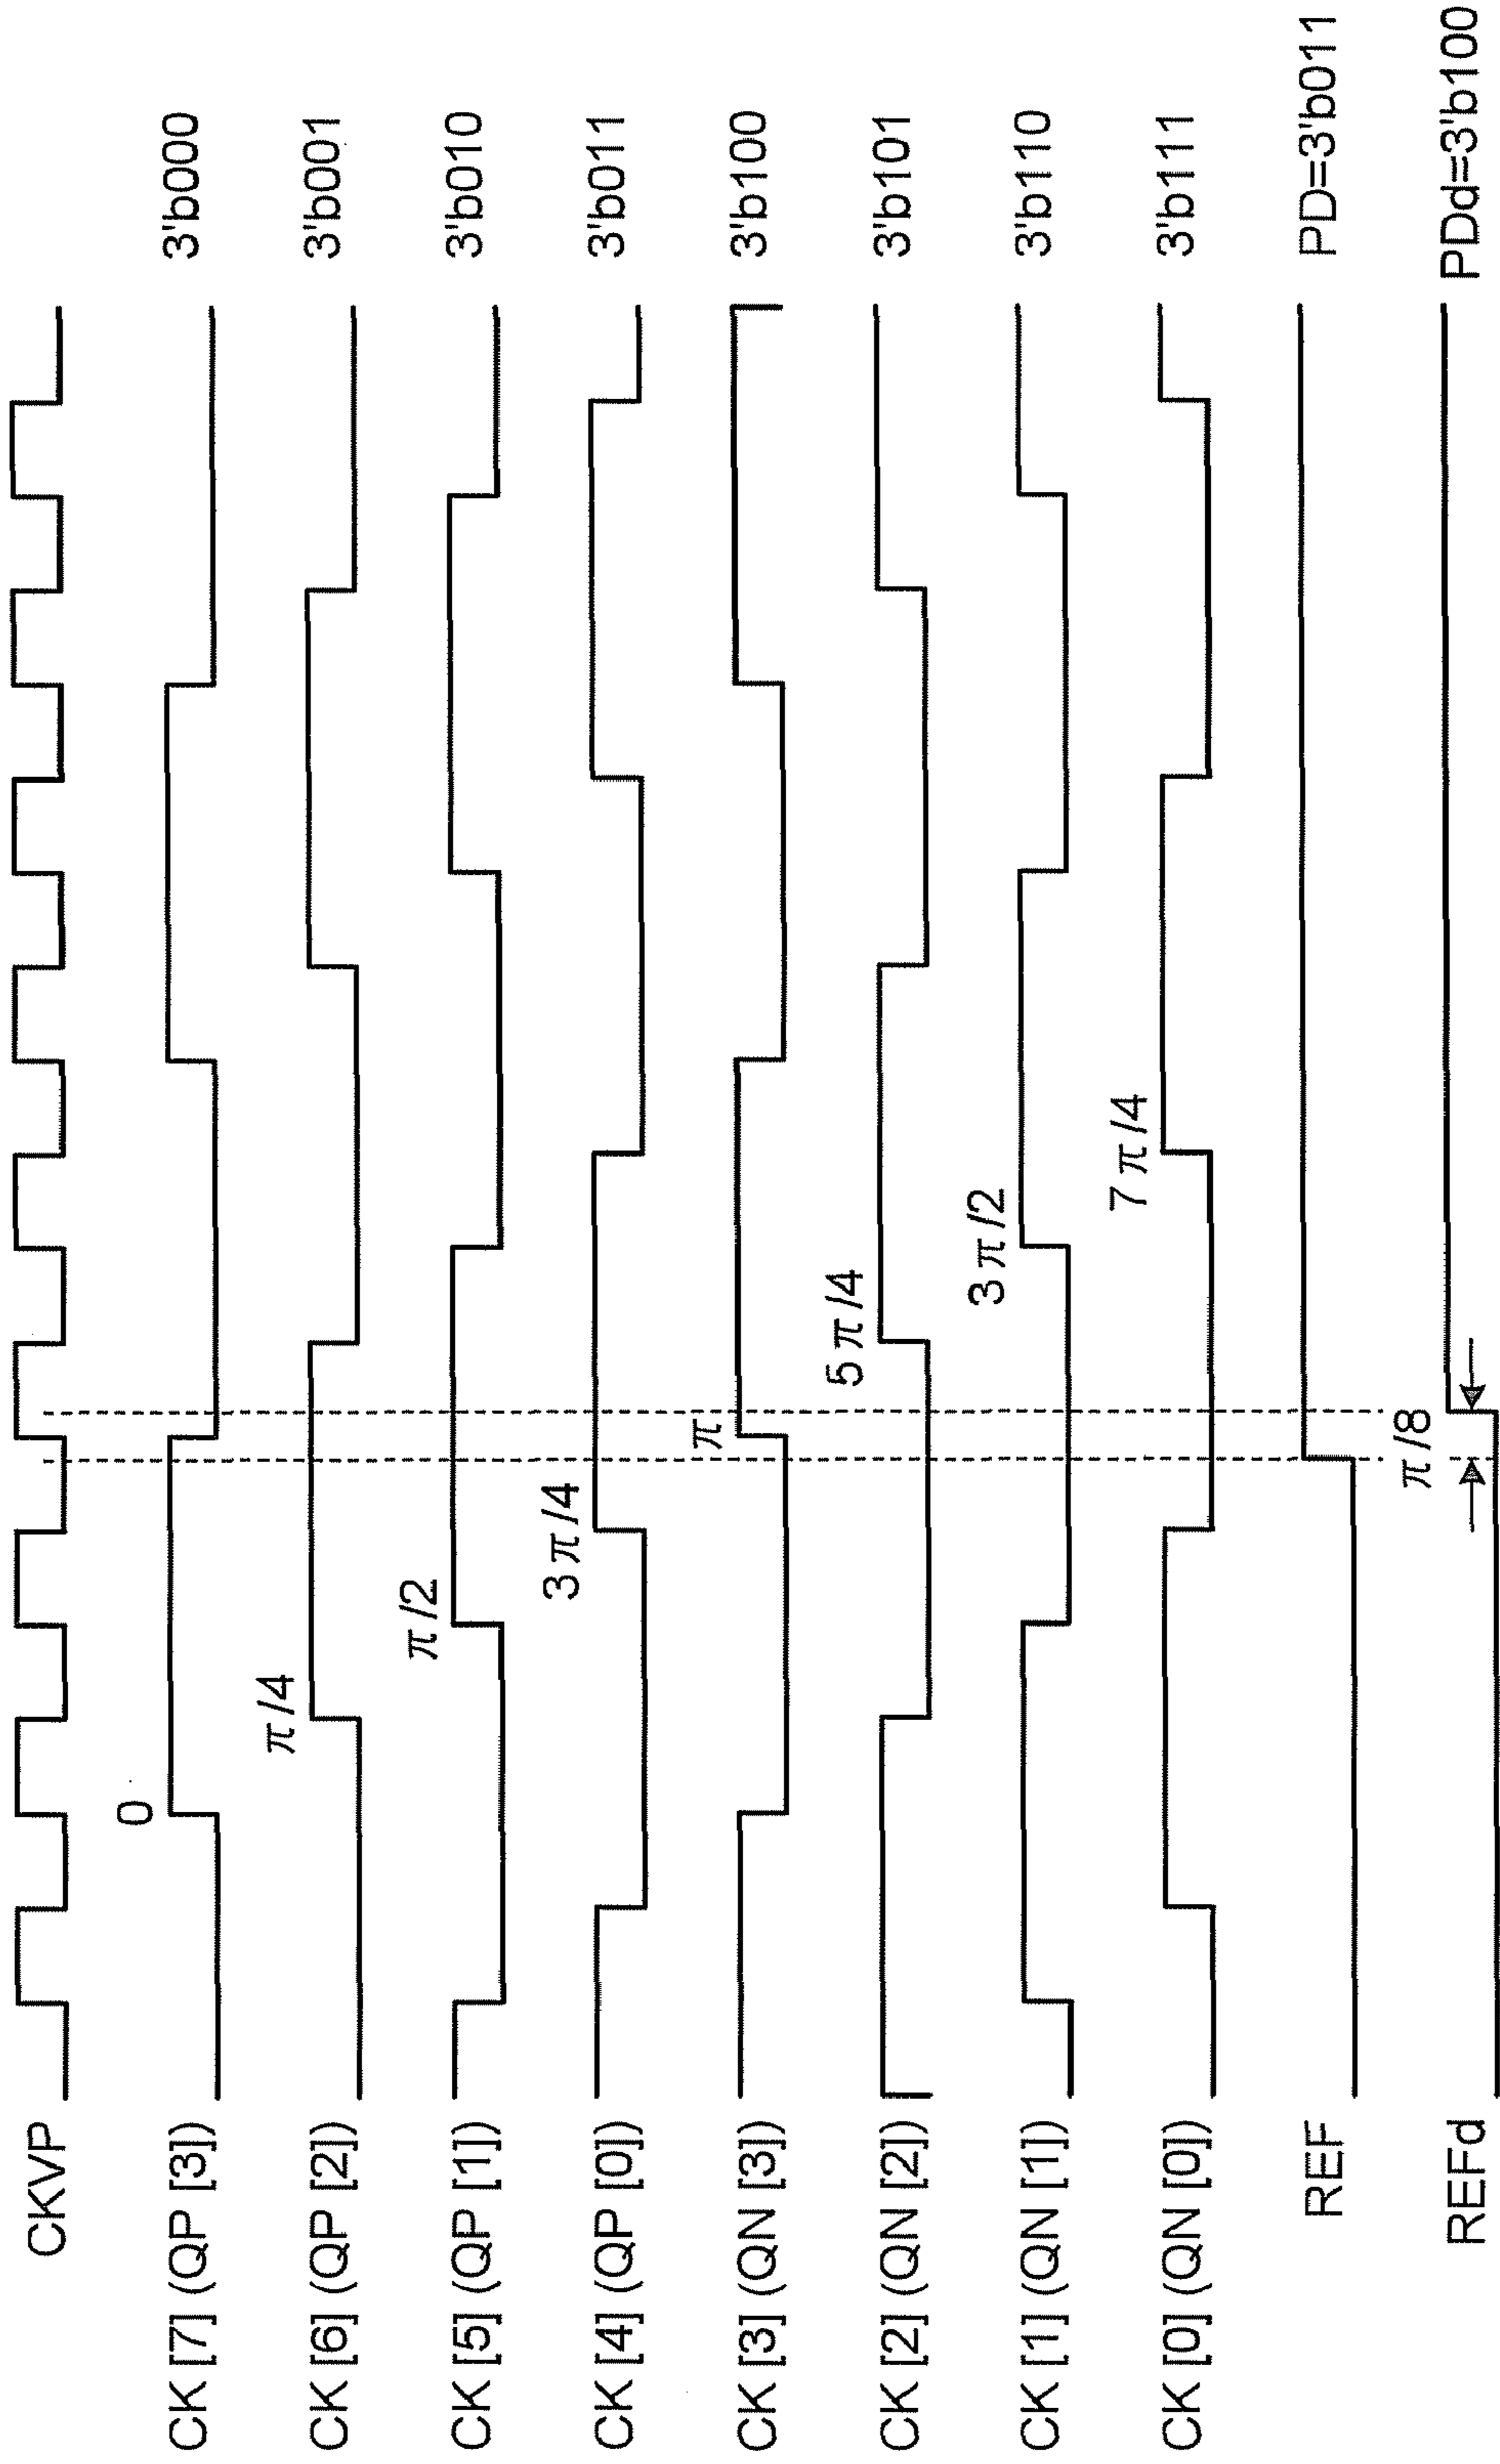 CKVP
CK [7] (QP [3]) 0 3'b000
CK [6] (QP [2]) π/4 3'b001
CK [5] (QP [1]) π/2 3'b010
CK [4] (QP [0]) 3π/4 3'b011
CK [3] (QN [3]) π 3'b100
CK [2] (QN [2]) 5π/4 3'b101
CK [1] (QN [1]) 3π/2 3'b110
CK [0] (QN [0]) 7π/4 3'b111
REF PD=3'b011
π/8
REFd PDd=3'b100